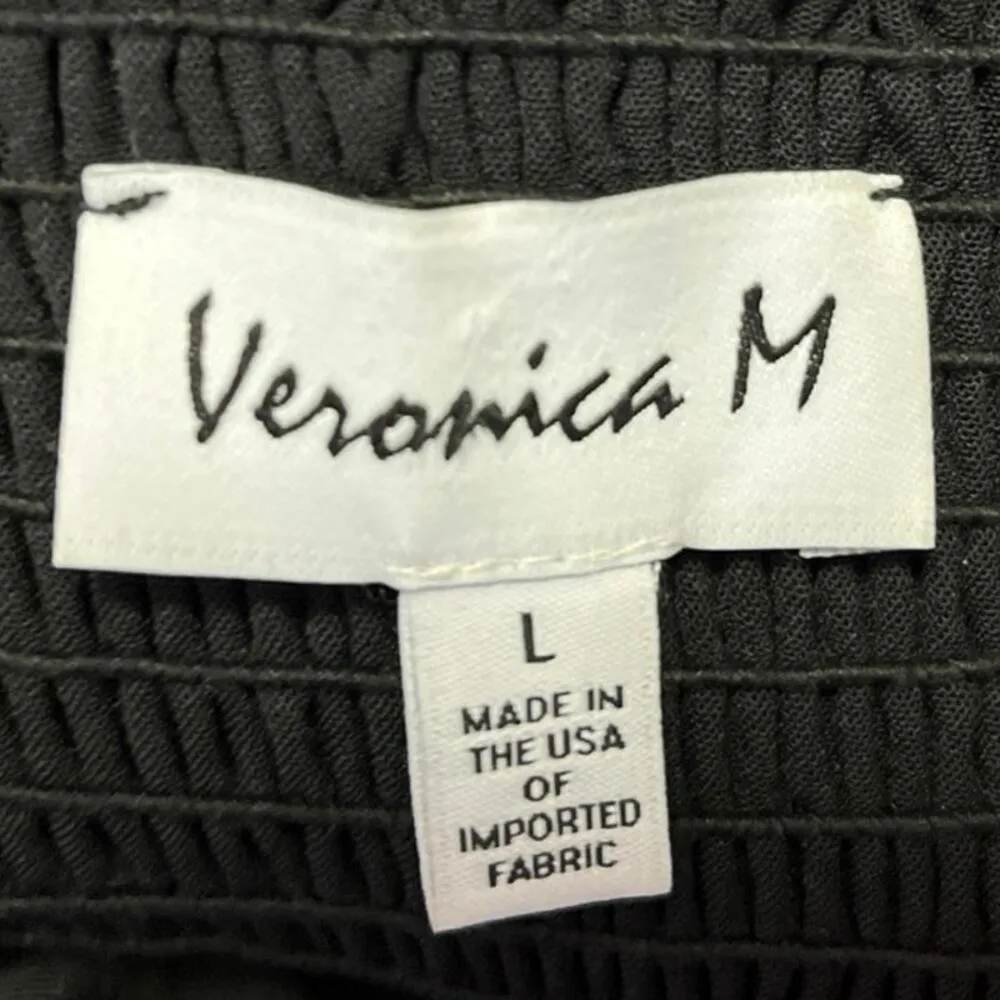 Veronica M
L
MADE IN
THE USA
OF
IMPORTED
FABRIC